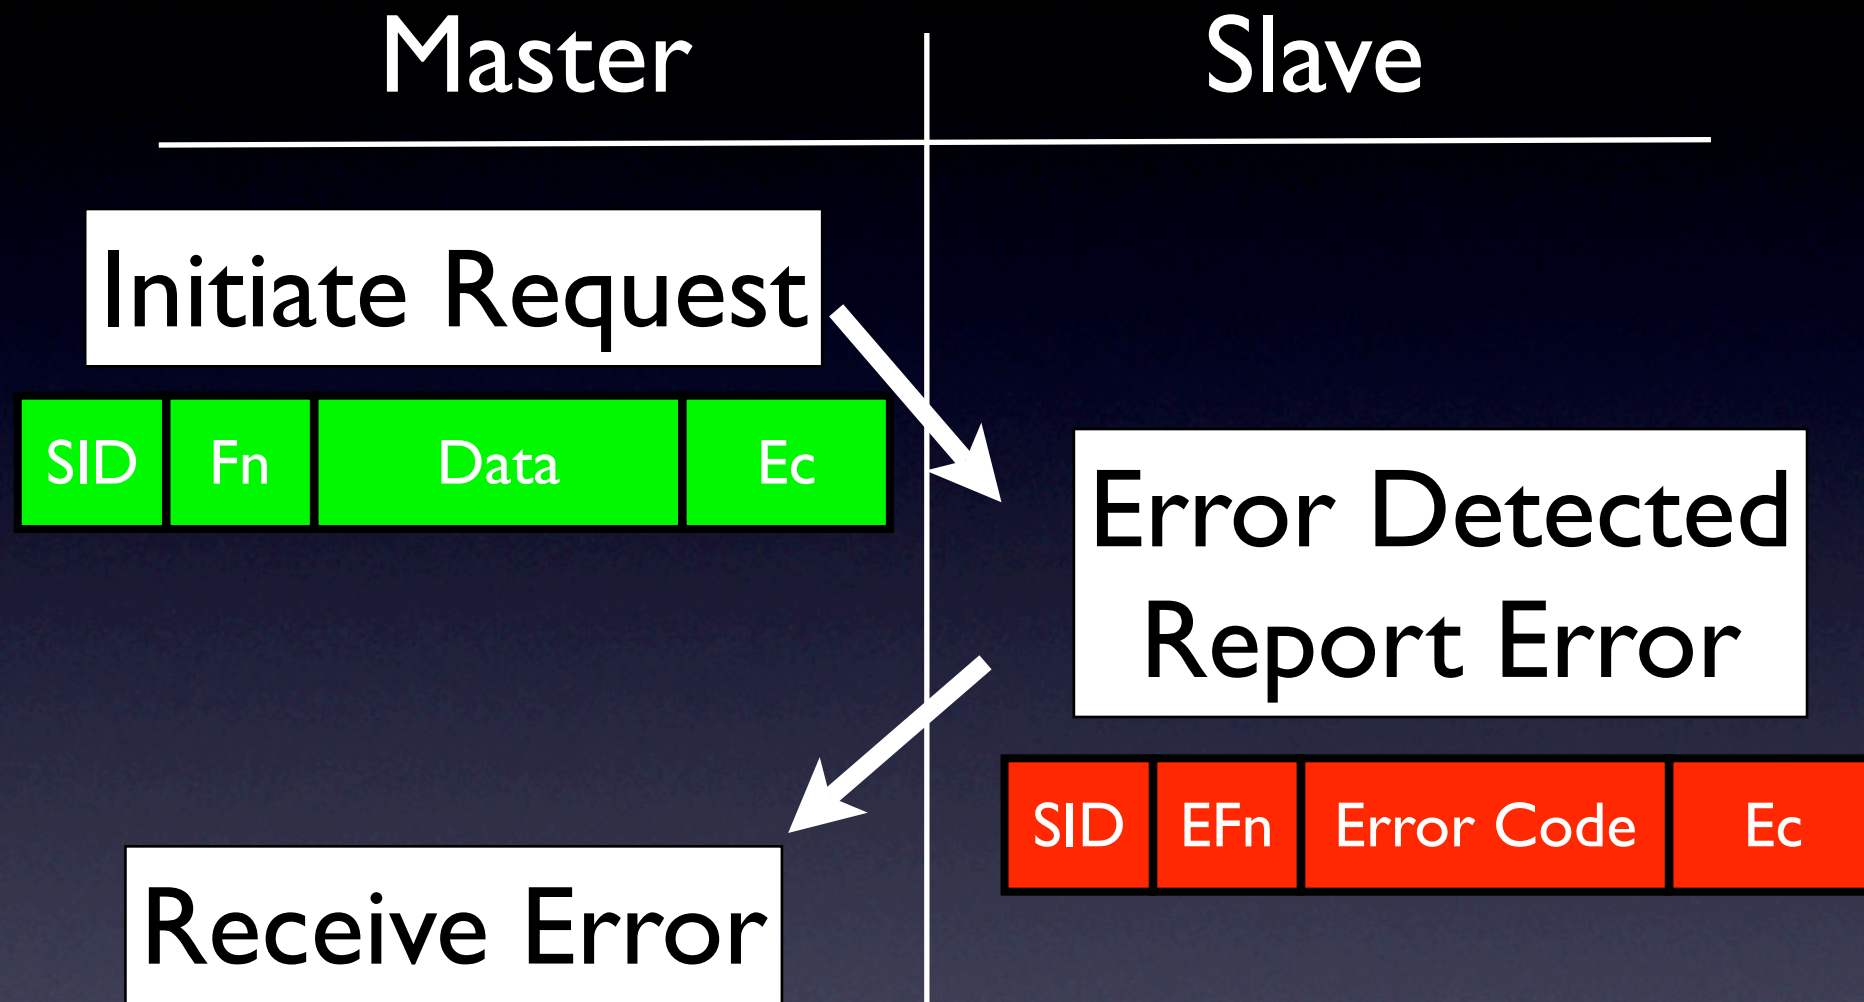 Master
Slave
Initiate Request
SID Fn Data Ec
Error Detected
Report Error
SID EFn Error Code Ec
Receive Error